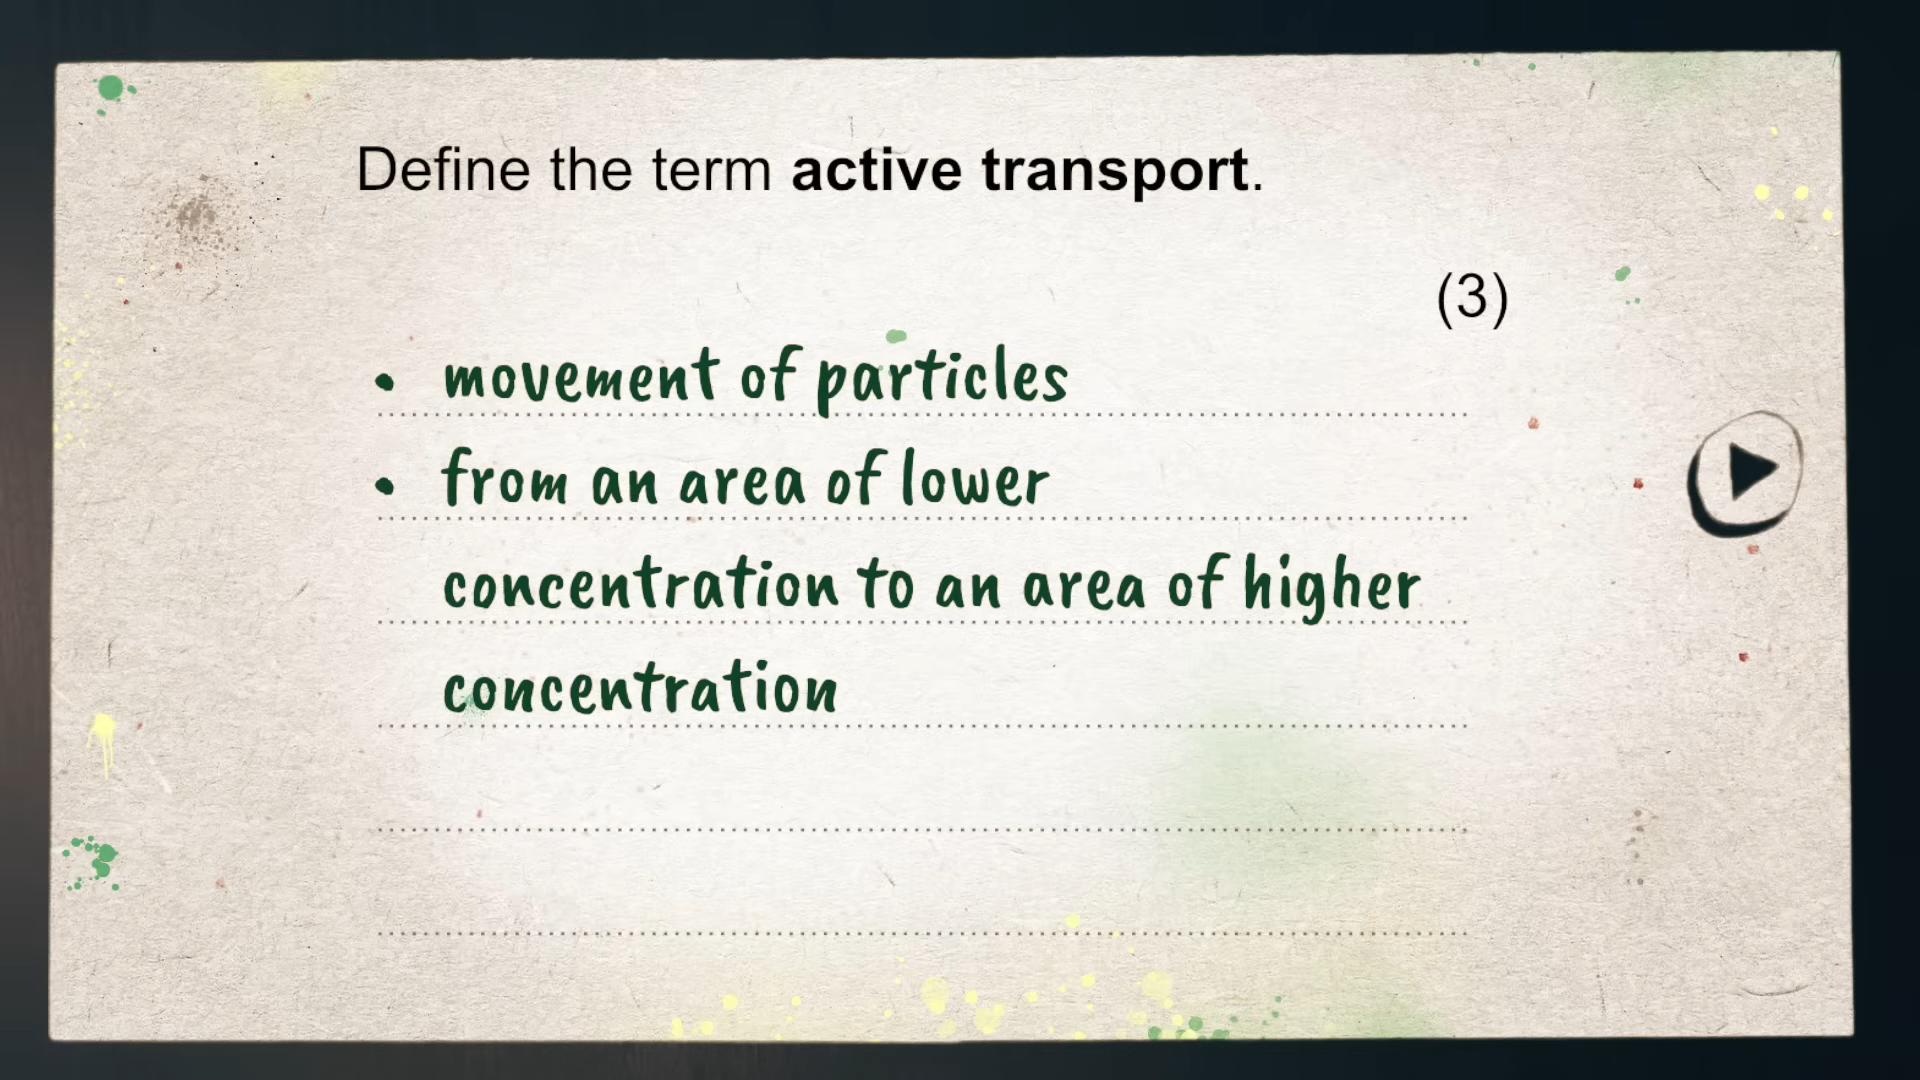 Define the term active transport.
(3)
• movement of particles
• from an area of lower
concentration to an area of higher
concentration